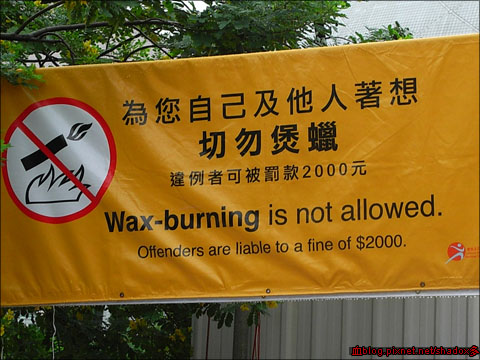 為您自己及他人著想
切勿煲蠟
違例者可被罰款2000元
Wax-burning is not allowed.
Offenders are liable to a fine of $2000.